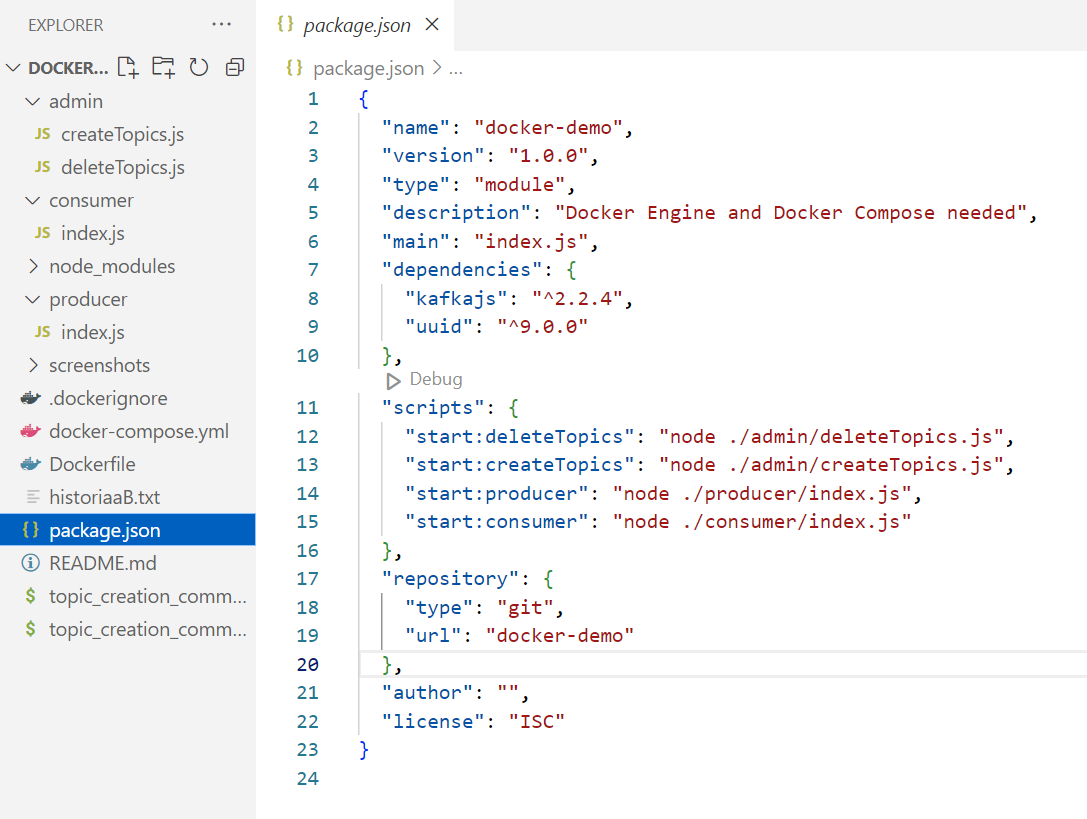 EXPLORER
DOCKER...
admin
JS createTopics.js
JS deleteTopics.js
consumer
JS index.js
node_modules
producer
JS index.js
screenshots
.dockerignore
docker-compose.yml
Dockerfile
historiaaB.txt
{} package.json
README.md
$ topic_creation_comm...
$ topic_creation_comm...
{} package.json
{} package.json > ...
1 {
2 "name": "docker-demo",
3 "version": "1.0.0",
4 "type": "module",
5 "description": "Docker Engine and Docker Compose needed",
6 "main": "index.js",
7 "dependencies": {
8 "kafkajs": "^2.2.4",
9 "uuid": "^9.0.0"
10 },
Debug
11 "scripts": {
12 "start:deleteTopics": "node ./admin/deleteTopics.js",
13 "start:createTopics": "node ./admin/createTopics.js",
14 "start:producer": "node ./producer/index.js",
15 "start:consumer": "node ./consumer/index.js"
16 },
17 "repository": {
18 "type": "git",
19 "url": "docker-demo"
20 },
21 "author": "",
22 "license": "ISC"
23 }
24